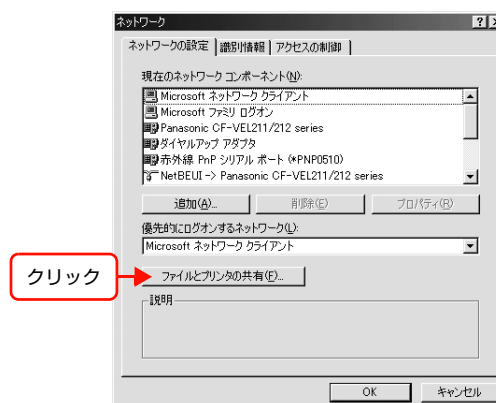 ネットワーク
ネットワークの設定 識別情報 アクセスの制御
現在のネットワーク コンポーネント(N):
Microsoft ネットワーク クライアント
Microsoft ファミリ ログオン
Panasonic CF-VEL211/212 series
ダイヤルアップ アダプタ
赤外線 PnP シリアル ポート (*PNP0510)
NetBEUI -> Panasonic CF-VEL211/212 series
追加(A)... 削除(E) プロパティ(R)
優先的にログオンするネットワーク(L):
Microsoft ネットワーク クライアント
クリック
ファイルとプリンタの共有(F)...
説明
OK キャンセル